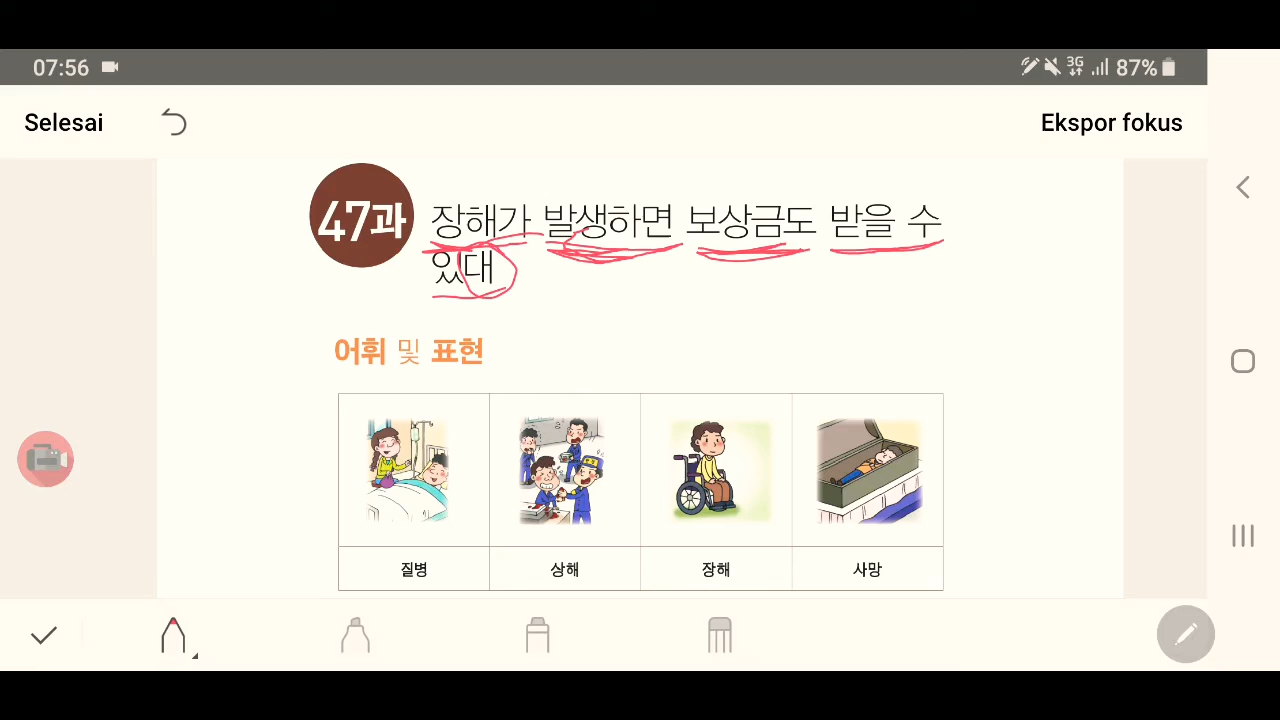 07:56
3G 87%
Selesai
Ekspor fokus
47과 장해가 발생하면 보상금도 받을 수
있대
어휘 및 표현
질병 상해 장해 사망